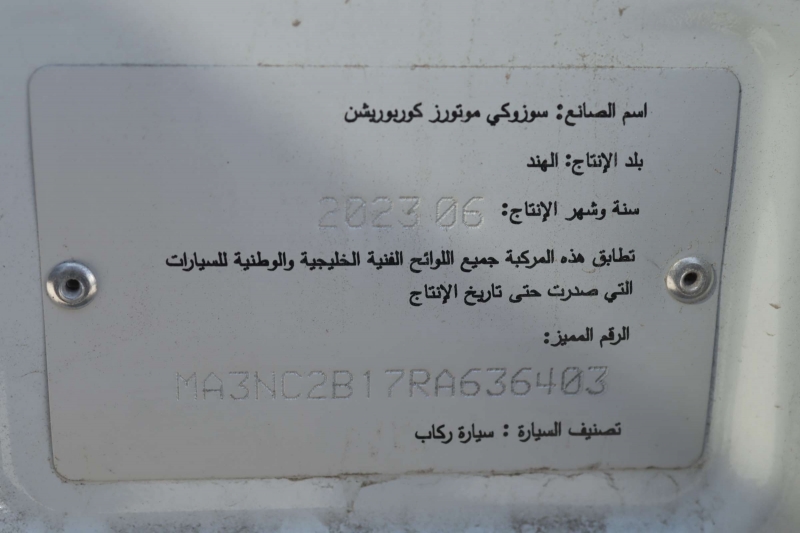 اسم الصانع: سوزوكي موتورز كوربوريشن
بلد الإنتاج: الهند
سنة وشهر الإنتاج: 2023 06
تطابق هذه المركبة جميع اللوائح الفنية الخليجية والوطنية للسيارات
التي صدرت حتى تاريخ الإنتاج
الرقم المميز:
MA3NC2B17RA636403
تصنيف السيارة : سيارة ركاب